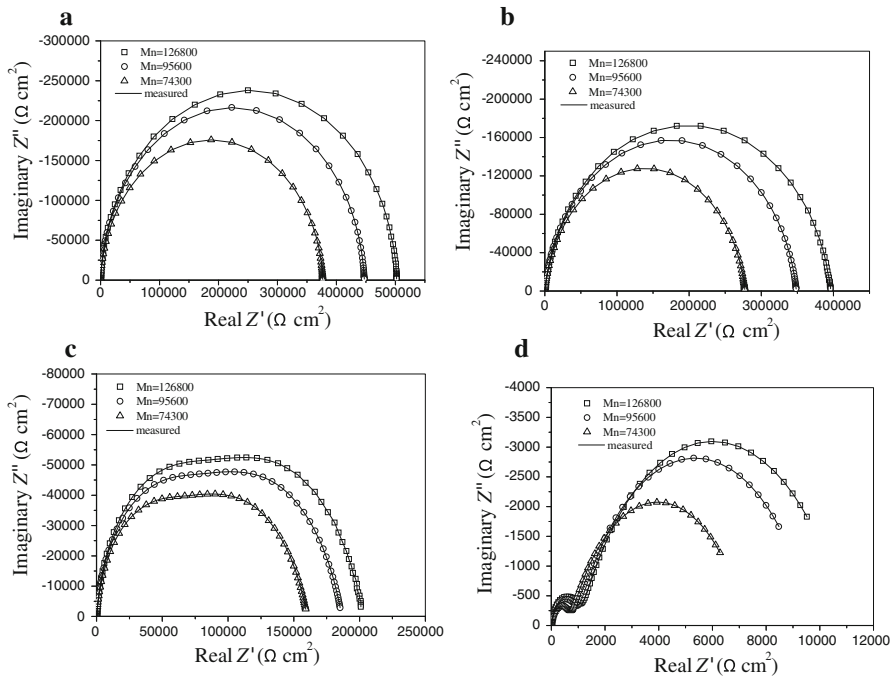 a
-300000
-250000
-200000
-150000
-100000
-50000
0
Mn=126800
Mn=95600
Mn=74300
measured
0 100000 200000 300000 400000 500000
Imaginary Z'' (Ω cm²)
Real Z' (Ω cm²)
b
-240000
-200000
-160000
-120000
-80000
-40000
0
Mn=126800
Mn=95600
Mn=74300
measured
0 100000 200000 300000 400000
Imaginary Z'' (Ω cm²)
Real Z' (Ω cm²)
c
-80000
-70000
-60000
-50000
-40000
-30000
-20000
-10000
0
Mn=126800
Mn=95600
Mn=74300
measured
0 50000 100000 150000 200000 250000
Imaginary Z'' (Ω cm²)
Real Z' (Ω cm²)
d
-4000
-3500
-3000
-2500
-2000
-1500
-1000
-500
0
Mn=126800
Mn=95600
Mn=74300
measured
0 2000 4000 6000 8000 10000 12000
Imaginary Z'' (Ω cm²)
Real Z' (Ω cm²)